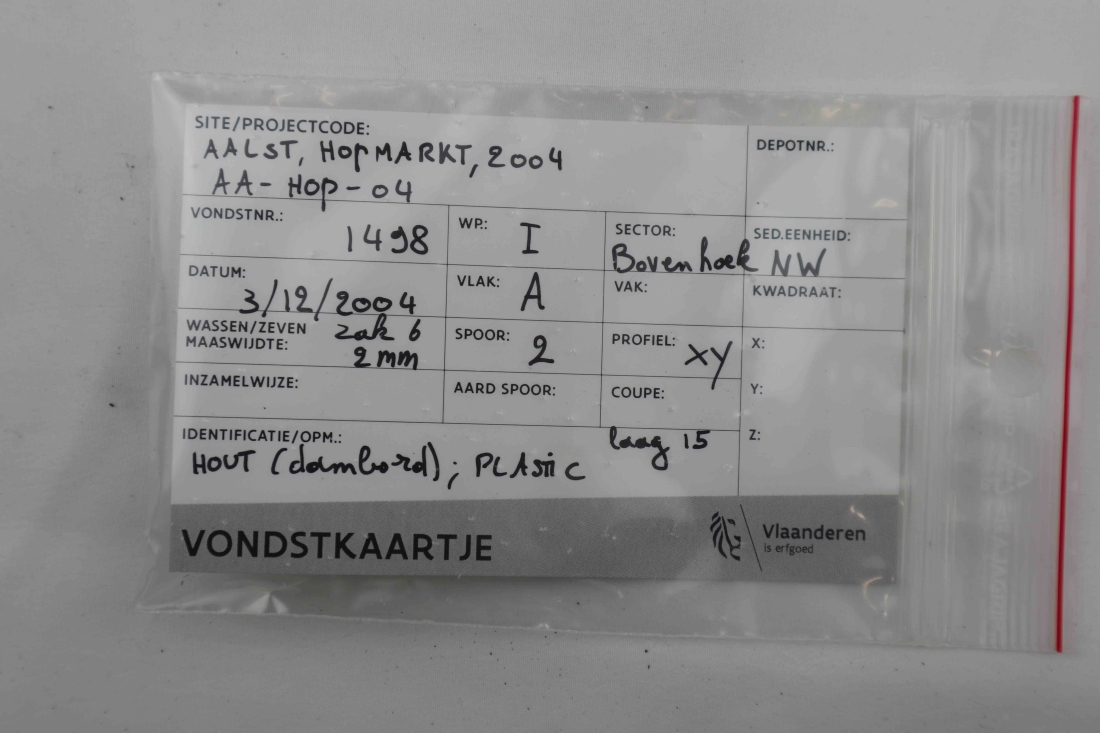 SITE/PROJECTCODE:
AALST, HOPMARKT, 2004
AA-HOP-04
DEPOTNR.:
VONDSTNR.: 1498
WP.: I
SECTOR: Bovenhoek NW
SED.EENHEID:
DATUM: 3/12/2004
VLAK: A
VAK:
KWADRAAT:
WASSEN/ZEVEN zak 6
MAASWIJDTE: 2mm
SPOOR: 2
PROFIEL: XY
X:
Y:
Z:
INZAMELWIJZE:
AARD SPOOR:
COUPE:
laag 15
IDENTIFICATIE/OPM.:
HOUT (dambord); PLASTIC
VONDSTKAARTJE
Vlaanderen
is erfgoed